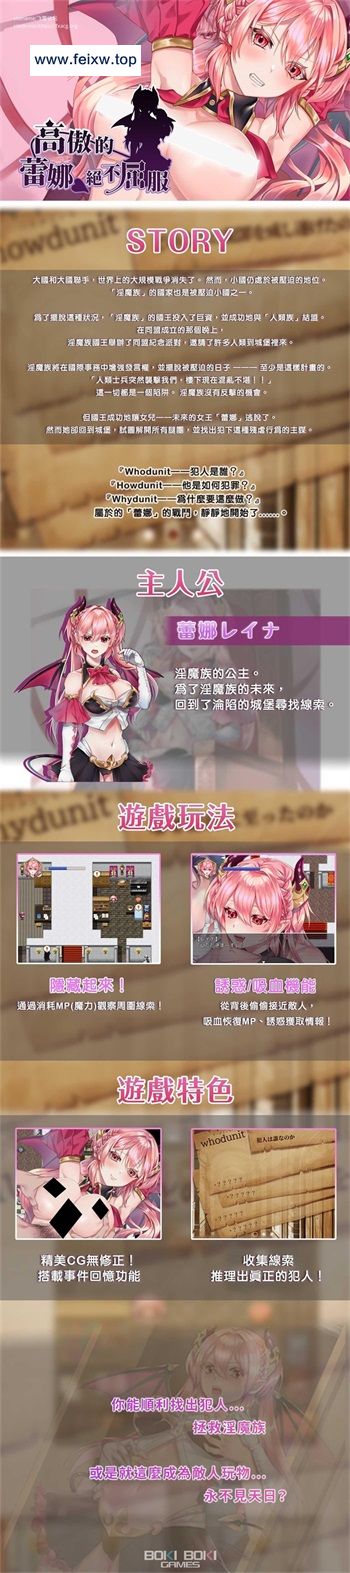 www.feixw.top
高傲的
蕾娜 絕不屈服
howdunit
STORY
大國和大國聯手，世界上的大規模戰爭消失了。然而，小國仍處於被壓迫的地位。
「淫魔族」的國家也是被壓迫小國之一。
爲了擺脫這種狀況，「淫魔族」的國王投入了巨資，並成功地與「人類族」結盟。
在同盟成立的那個晚上，
淫魔族國王舉辦了同盟紀念派對，邀請了許多人類到城堡裡來。
淫魔族將在國際事務中增強發言權，並擺脫被壓迫的日子 ──── 至少是這樣計畫的。
「人類士兵突然襲擊我們，樓下現在混亂不堪！！」
這一切都是一個陷阱。 淫魔族沒有反擊的機會。
但國王成功地讓女兒──未來的女王「蕾娜」逃脫了。
然而她卻回到城堡，試圖解開所有謎團，並找出犯下這種殘虐行爲的主謀。
『Whodunit──犯人是誰？』
『Howdunit──他是如何犯罪？』
『Whydunit──爲什麼要這麼做？』
屬於的「蕾娜」的戰鬥，靜靜地開始了……。
主人公
蕾娜レイナ
淫魔族的公主。
爲了淫魔族的未來，
回到了淪陷的城堡尋找線索。
whydunit
遊戲玩法
隱藏起來！
通過消耗MP(魔力)觀察周圍線索！
誘惑/吸血機能
從背後偷偷接近敵人，
吸血恢復MP、誘惑獲取情報！
遊戲特色
whodunit
犯人は誰なのか
・？？？？？
・？？？？？
・？？？？？
精美CG無修正！
搭載事件回憶功能
收集線索
推理出眞正的犯人！
你能順利找出犯人…
拯救淫魔族
或是就這麼成為敵人玩物…
永不見天日？
BOKI BOKI
GAMES